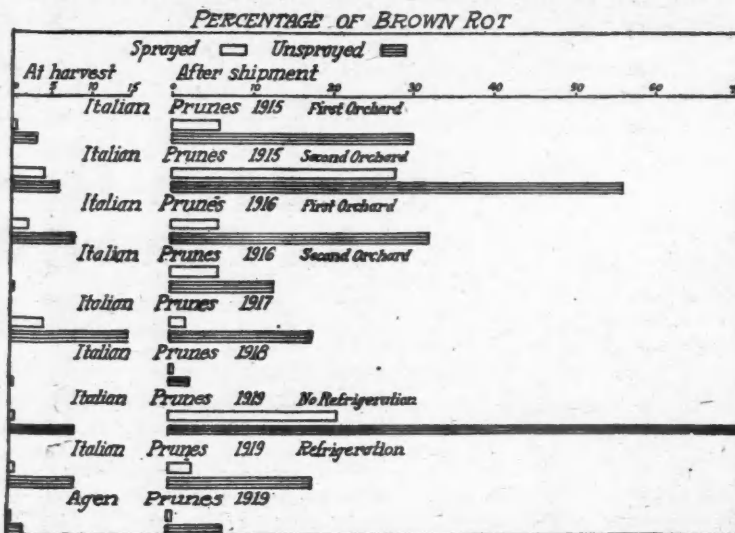 PERCENTAGE OF BROWN ROT
Sprayed Unsprayed
At harvest After shipment
0 5 10 15 0 10 20 30 40 50 60 70
Italian Prunes 1915 First Orchard
Italian Prunes 1915 Second Orchard
Italian Prunes 1916 First Orchard
Italian Prunes 1916 Second Orchard
Italian Prunes 1917
Italian Prunes 1918
Italian Prunes 1919 No Refrigeration
Italian Prunes 1919 Refrigeration
Agen Prunes 1919